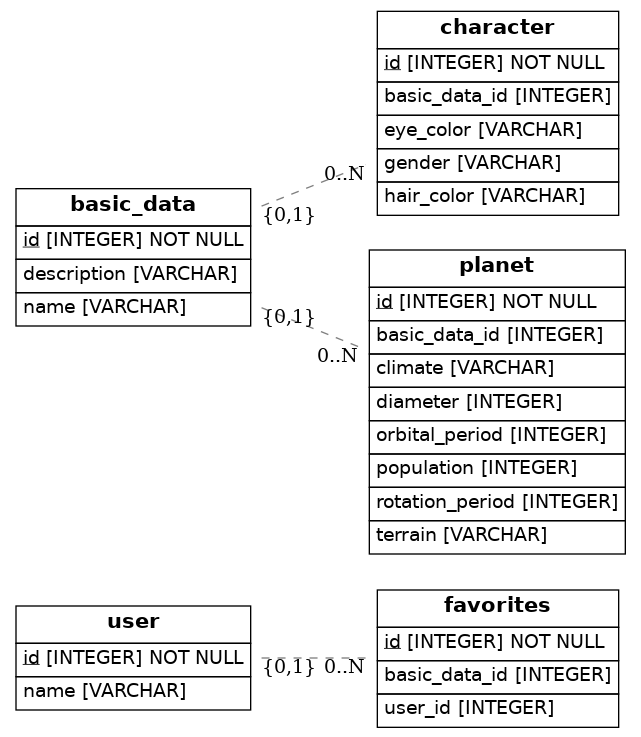 character
id [INTEGER] NOT NULL
basic_data_id [INTEGER]
eye_color [VARCHAR]
gender [VARCHAR]
hair_color [VARCHAR]
0..N
{0,1}
basic_data
id [INTEGER] NOT NULL
description [VARCHAR]
name [VARCHAR]
{0,1}
0..N
planet
id [INTEGER] NOT NULL
basic_data_id [INTEGER]
climate [VARCHAR]
diameter [INTEGER]
orbital_period [INTEGER]
population [INTEGER]
rotation_period [INTEGER]
terrain [VARCHAR]
user
id [INTEGER] NOT NULL
name [VARCHAR]
{0,1} 0..N
favorites
id [INTEGER] NOT NULL
basic_data_id [INTEGER]
user_id [INTEGER]